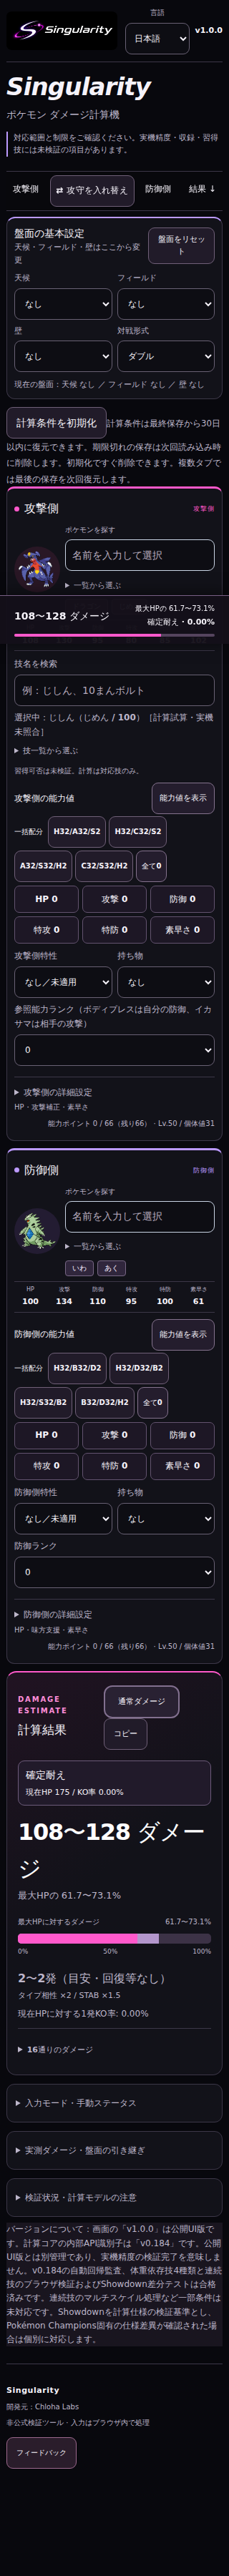 Singularity
言語
日本語
v1.0.0
Singularity
ポケモン ダメージ計算機
対応範囲と制限をご確認ください。実機精度・収録・習得
技には未検証の項目があります。
攻撃側
⇄ 攻守を入れ替え
防御側
結果 ↓
盤面の基本設定
天候・フィールド・壁はここから変
更
盤面をリセッ
ト
天候
フィールド
なし
なし
壁
対戦形式
なし
ダブル
現在の盤面：天候 なし ／ フィールド なし ／ 壁 なし
計算条件を初期化
計算条件は最終保存から30日
以内に復元できます。期限切れの保存は次回読み込み時
に削除します。初期化ですぐ削除できます。複数タブで
は最後の保存を次回復元します。
攻撃側
攻撃側
ポケモンを探す
名前を入力して選択
▶ 一覧から選ぶ
108〜128 ダメージ
最大HPの 61.7〜73.1%
確定耐え・0.00%
技名を検索
例：じしん、10まんボルト
選択中：じしん（じめん / 100）［計算試算・実機
未照合］
▶ 技一覧から選ぶ
習得可否は未検証。計算は対応技のみ。
攻撃側の能力値
能力値を表示
一括配分
H32/A32/S2
H32/C32/S2
A32/S32/H2
C32/S32/H2
全て0
HP 0
攻撃 0
防御 0
特攻 0
特防 0
素早さ 0
攻撃側特性
持ち物
なし／未適用
なし
参照能力ランク（ボディプレスは自分の防御、イカ
サマは相手の攻撃）
0
▶ 攻撃側の詳細設定
HP・攻撃補正・素早さ
能力ポイント 0 / 66（残り66）・Lv.50 / 個体値31
防御側
防御側
ポケモンを探す
名前を入力して選択
▶ 一覧から選ぶ
いわ
あく
HP 攻撃 防御 特攻 特防 素早さ
100 134 110 95 100 61
防御側の能力値
能力値を表示
一括配分
H32/B32/D2
H32/D32/B2
H32/S32/B2
B32/D32/H2
全て0
HP 0
攻撃 0
防御 0
特攻 0
特防 0
素早さ 0
防御側特性
持ち物
なし／未適用
なし
防御ランク
0
▶ 防御側の詳細設定
HP・味方支援・素早さ
能力ポイント 0 / 66（残り66）・Lv.50 / 個体値31
DAMAGE
ESTIMATE
計算結果
通常ダメージ
コピー
確定耐え
現在HP 175 / KO率 0.00%
108〜128 ダメー
ジ
最大HPの 61.7〜73.1%
最大HPに対するダメージ
61.7〜73.1%
0%
50%
100%
2〜2発（目安・回復等なし）
タイプ相性 ×2 / STAB ×1.5
現在HPに対する1発KO率: 0.00%
▶ 16通りのダメージ
▶ 入力モード・手動ステータス
▶ 実測ダメージ・盤面の引き継ぎ
▶ 検証状況・計算モデルの注意
バージョンについて：画面の「v1.0.0」は公開UI版で
す。計算コアの内部API識別子は「v0.184」です。公開
UI版とは別管理であり、実機精度の検証完了を意味しま
せん。v0.184の自動回帰監査、体重依存技4種類と連続
技のブラウザ検証およびShowdown差分テストは合格
済みです。連続技のマルチスケイル処理など一部条件は
未対応です。Showdownを計算仕様の検証基準とし、
Pokémon Champions固有の仕様差異が確認された場
合は個別に対応します。
Singularity
開発元：Chloha Labs
非公式検証ツール・入力はブラウザ内で処理
フィードバック